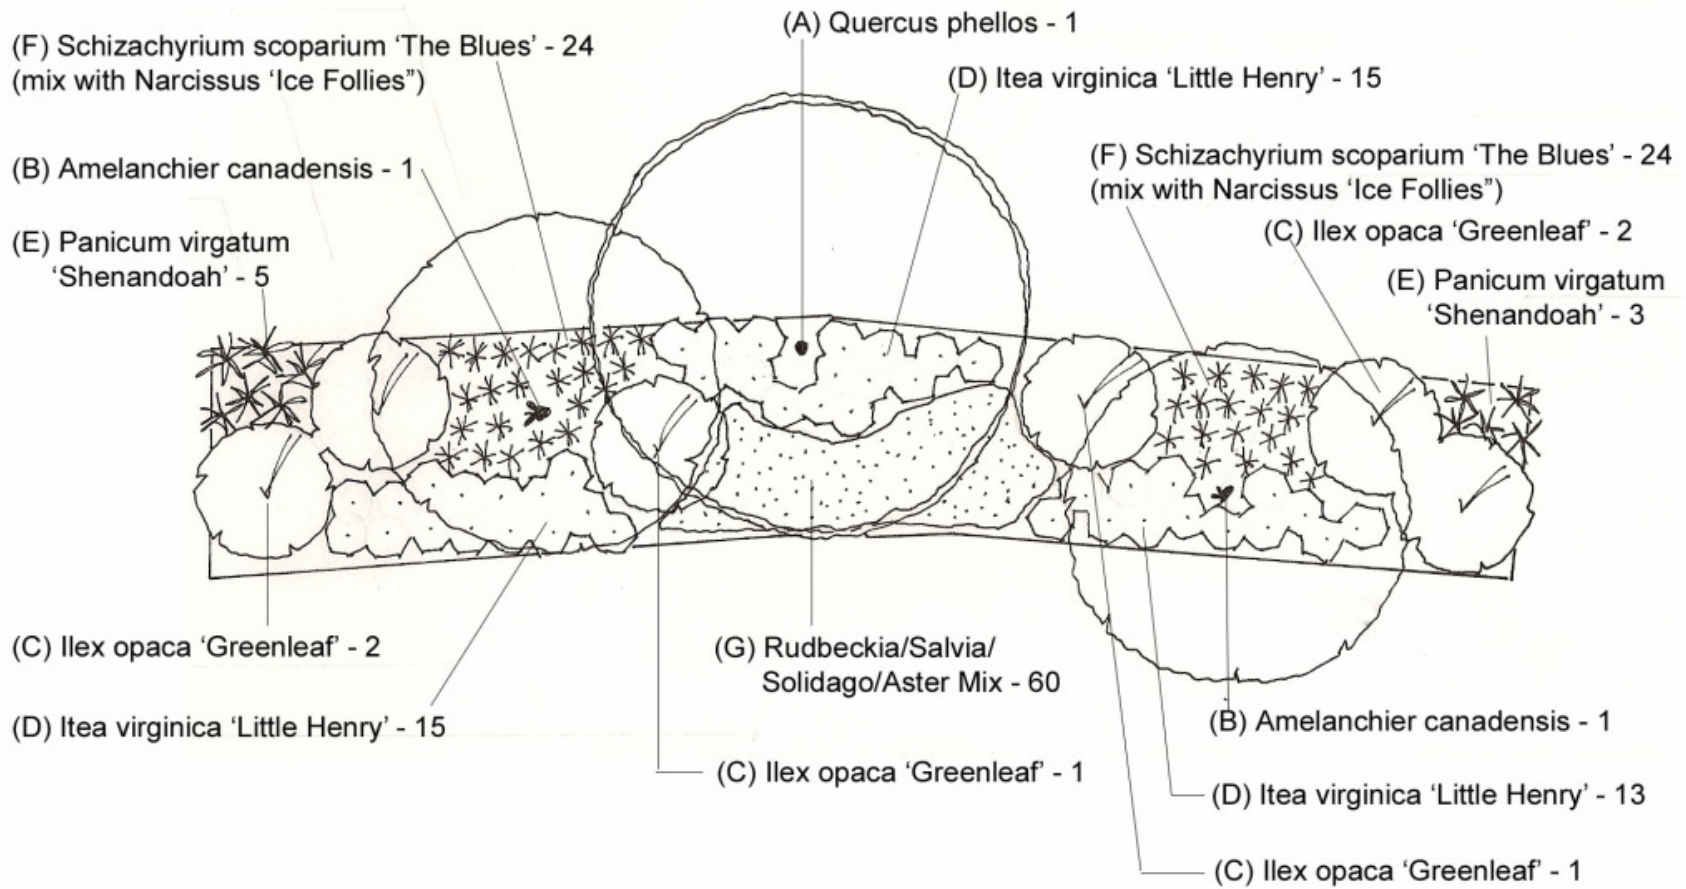 (A) Quercus phellos - 1
(F) Schizachyrium scoparium ‘The Blues’ - 24
(mix with Narcissus ‘Ice Follies”)
(D) Itea virginica ‘Little Henry’ - 15
(B) Amelanchier canadensis - 1
(F) Schizachyrium scoparium ‘The Blues’ - 24
(mix with Narcissus ‘Ice Follies”)
(E) Panicum virgatum
‘Shenandoah’ - 5
(C) Ilex opaca ‘Greenleaf’ - 2
(E) Panicum virgatum
‘Shenandoah’ - 3
(C) Ilex opaca ‘Greenleaf’ - 2
(G) Rudbeckia/Salvia/
Solidago/Aster Mix - 60
(D) Itea virginica ‘Little Henry’ - 15
(B) Amelanchier canadensis - 1
(C) Ilex opaca ‘Greenleaf’ - 1
(D) Itea virginica ‘Little Henry’ - 13
(C) Ilex opaca ‘Greenleaf’ - 1